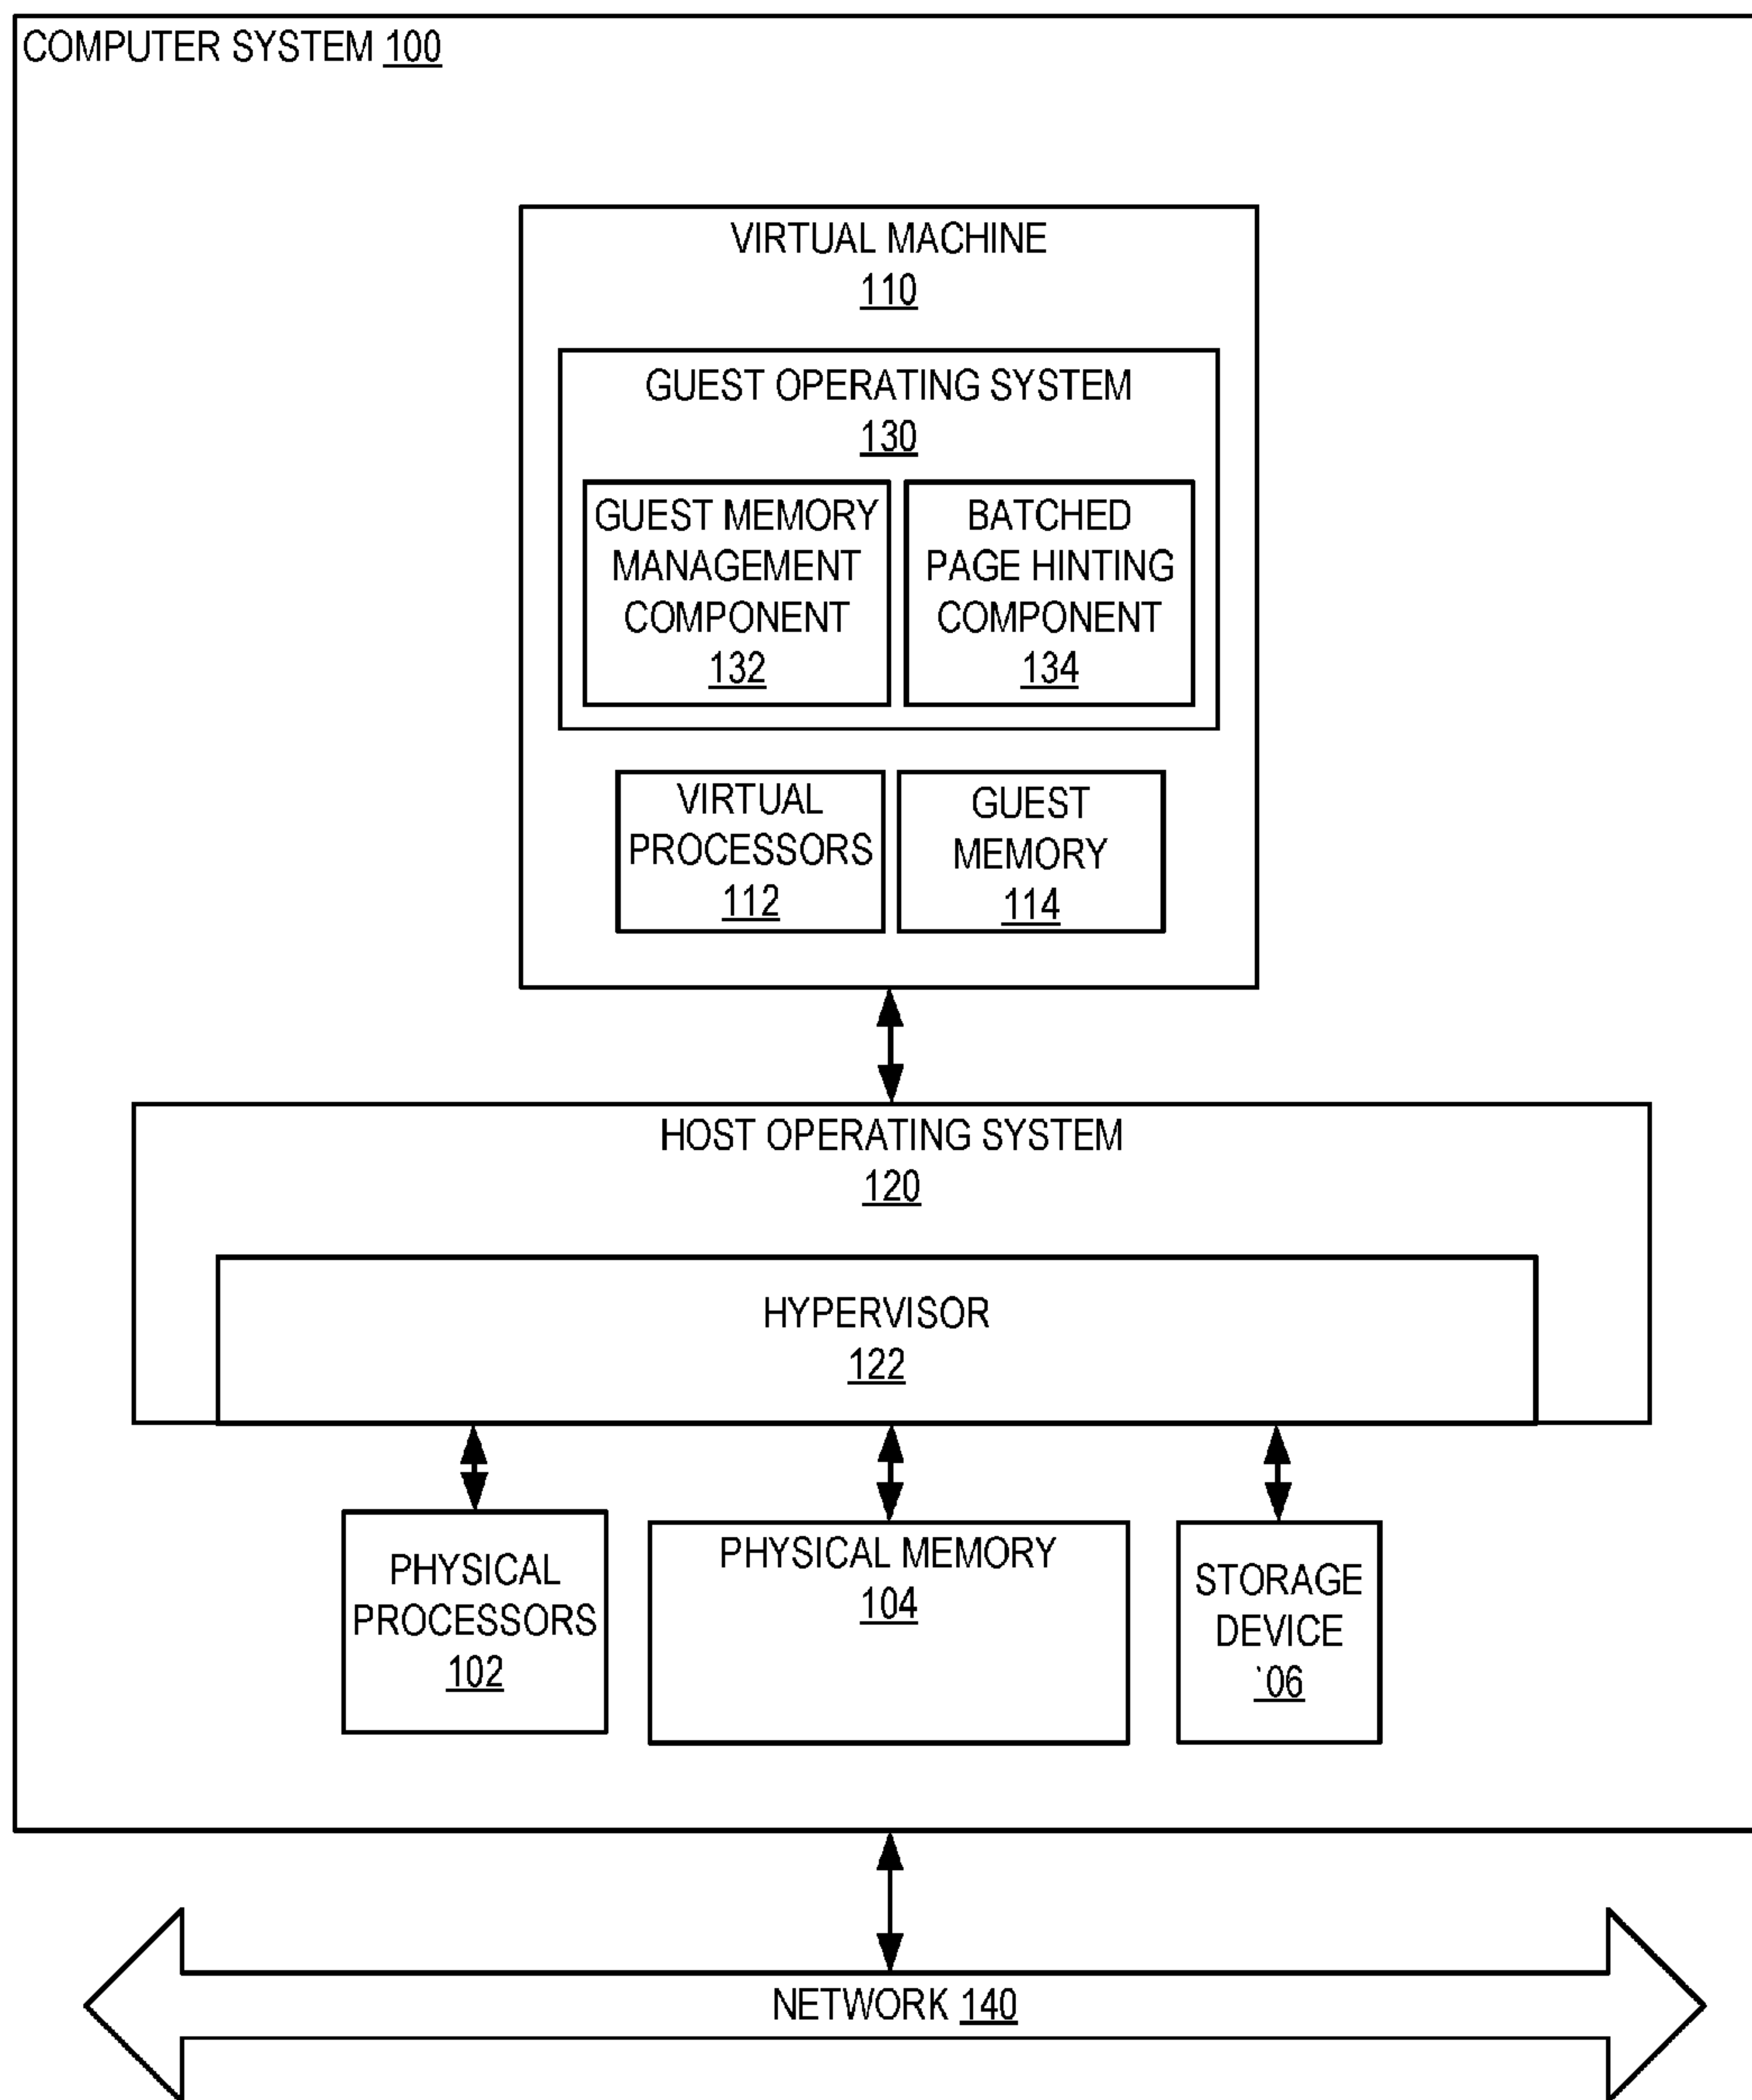 COMPUTER SYSTEM 100
VIRTUAL MACHINE
110
GUEST OPERATING SYSTEM
130
GUEST MEMORY
MANAGEMENT
COMPONENT
132
BATCHED
PAGE HINTING
COMPONENT
134
VIRTUAL
PROCESSORS
112
GUEST
MEMORY
114
HOST OPERATING SYSTEM
120
HYPERVISOR
122
PHYSICAL
PROCESSORS
102
PHYSICAL MEMORY
104
STORAGE
DEVICE
`06
NETWORK 140